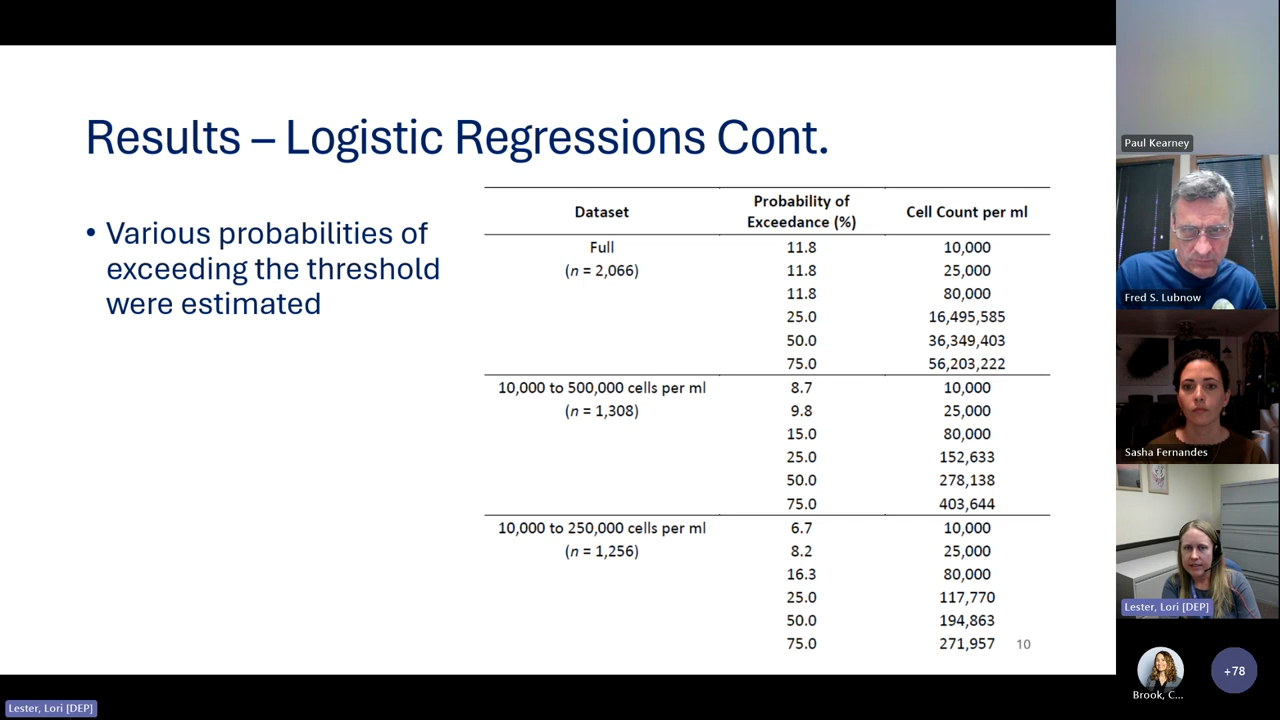 Results – Logistic Regressions Cont.
• Various probabilities of
exceeding the threshold
were estimated
Dataset Probability of Exceedance (%) Cell Count per ml
Full 11.8 10,000
(n = 2,066) 11.8 25,000
11.8 80,000
25.0 16,495,585
50.0 36,349,403
75.0 56,203,222
10,000 to 500,000 cells per ml 8.7 10,000
(n = 1,308) 9.8 25,000
15.0 80,000
25.0 152,633
50.0 278,138
75.0 403,644
10,000 to 250,000 cells per ml 6.7 10,000
(n = 1,256) 8.2 25,000
16.3 80,000
25.0 117,770
50.0 194,863
75.0 271,957
10
Paul Kearney
Fred S. Lubnow
Sasha Fernandes
Lester, Lori [DEP]
Brook, C...
+78
Lester, Lori [DEP]